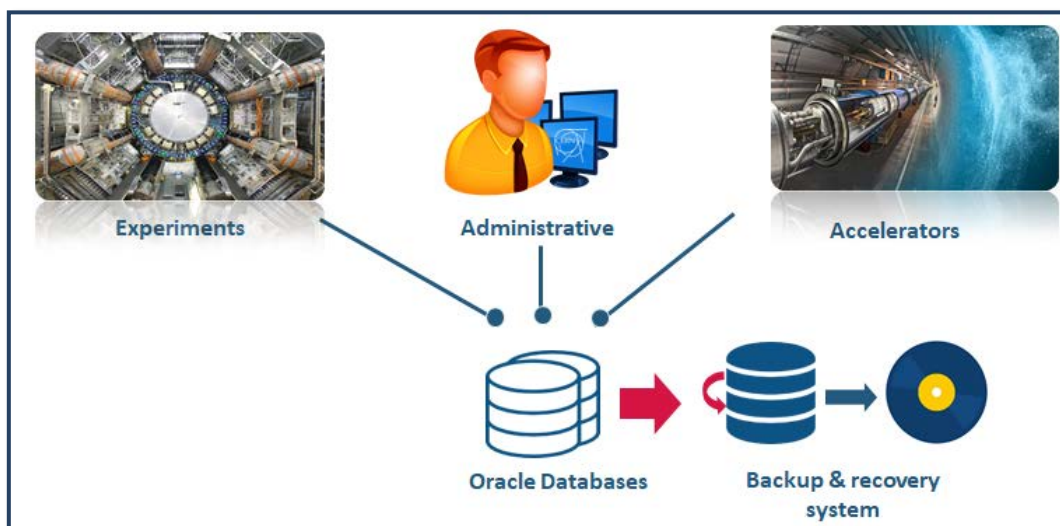 Experiments
Administrative
Accelerators
Oracle Databases
Backup & recovery
system